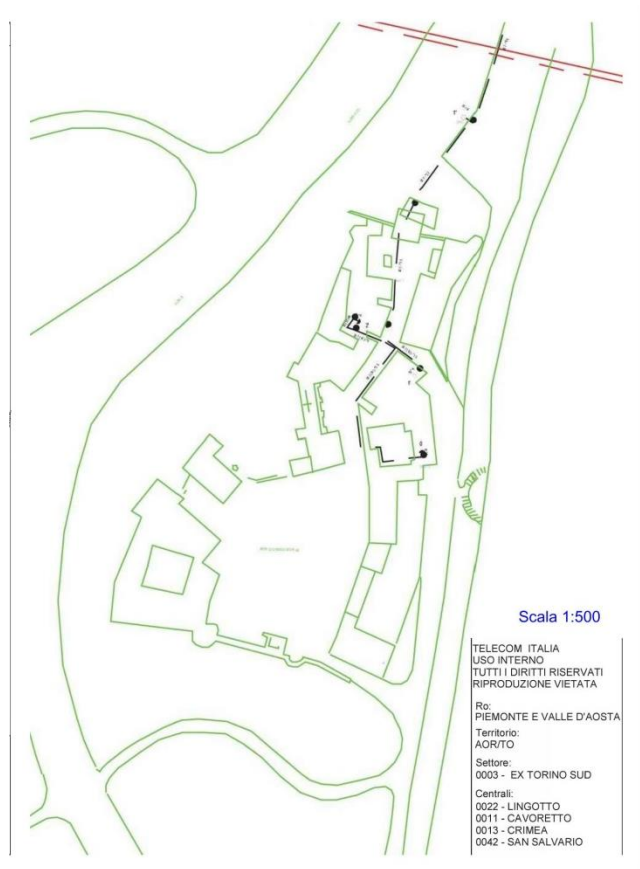 Scala 1:500
TELECOM ITALIA
USO INTERNO
TUTTI I DIRITTI RISERVATI
RIPRODUZIONE VIETATA
Ro:
PIEMONTE E VALLE D'AOSTA
Territorio:
AOR/TO
Settore:
0003 - EX TORINO SUD
Centrali:
0022 - LINGOTTO
0011 - CAVORETTO
0013 - CRIMEA
0042 - SAN SALVARIO